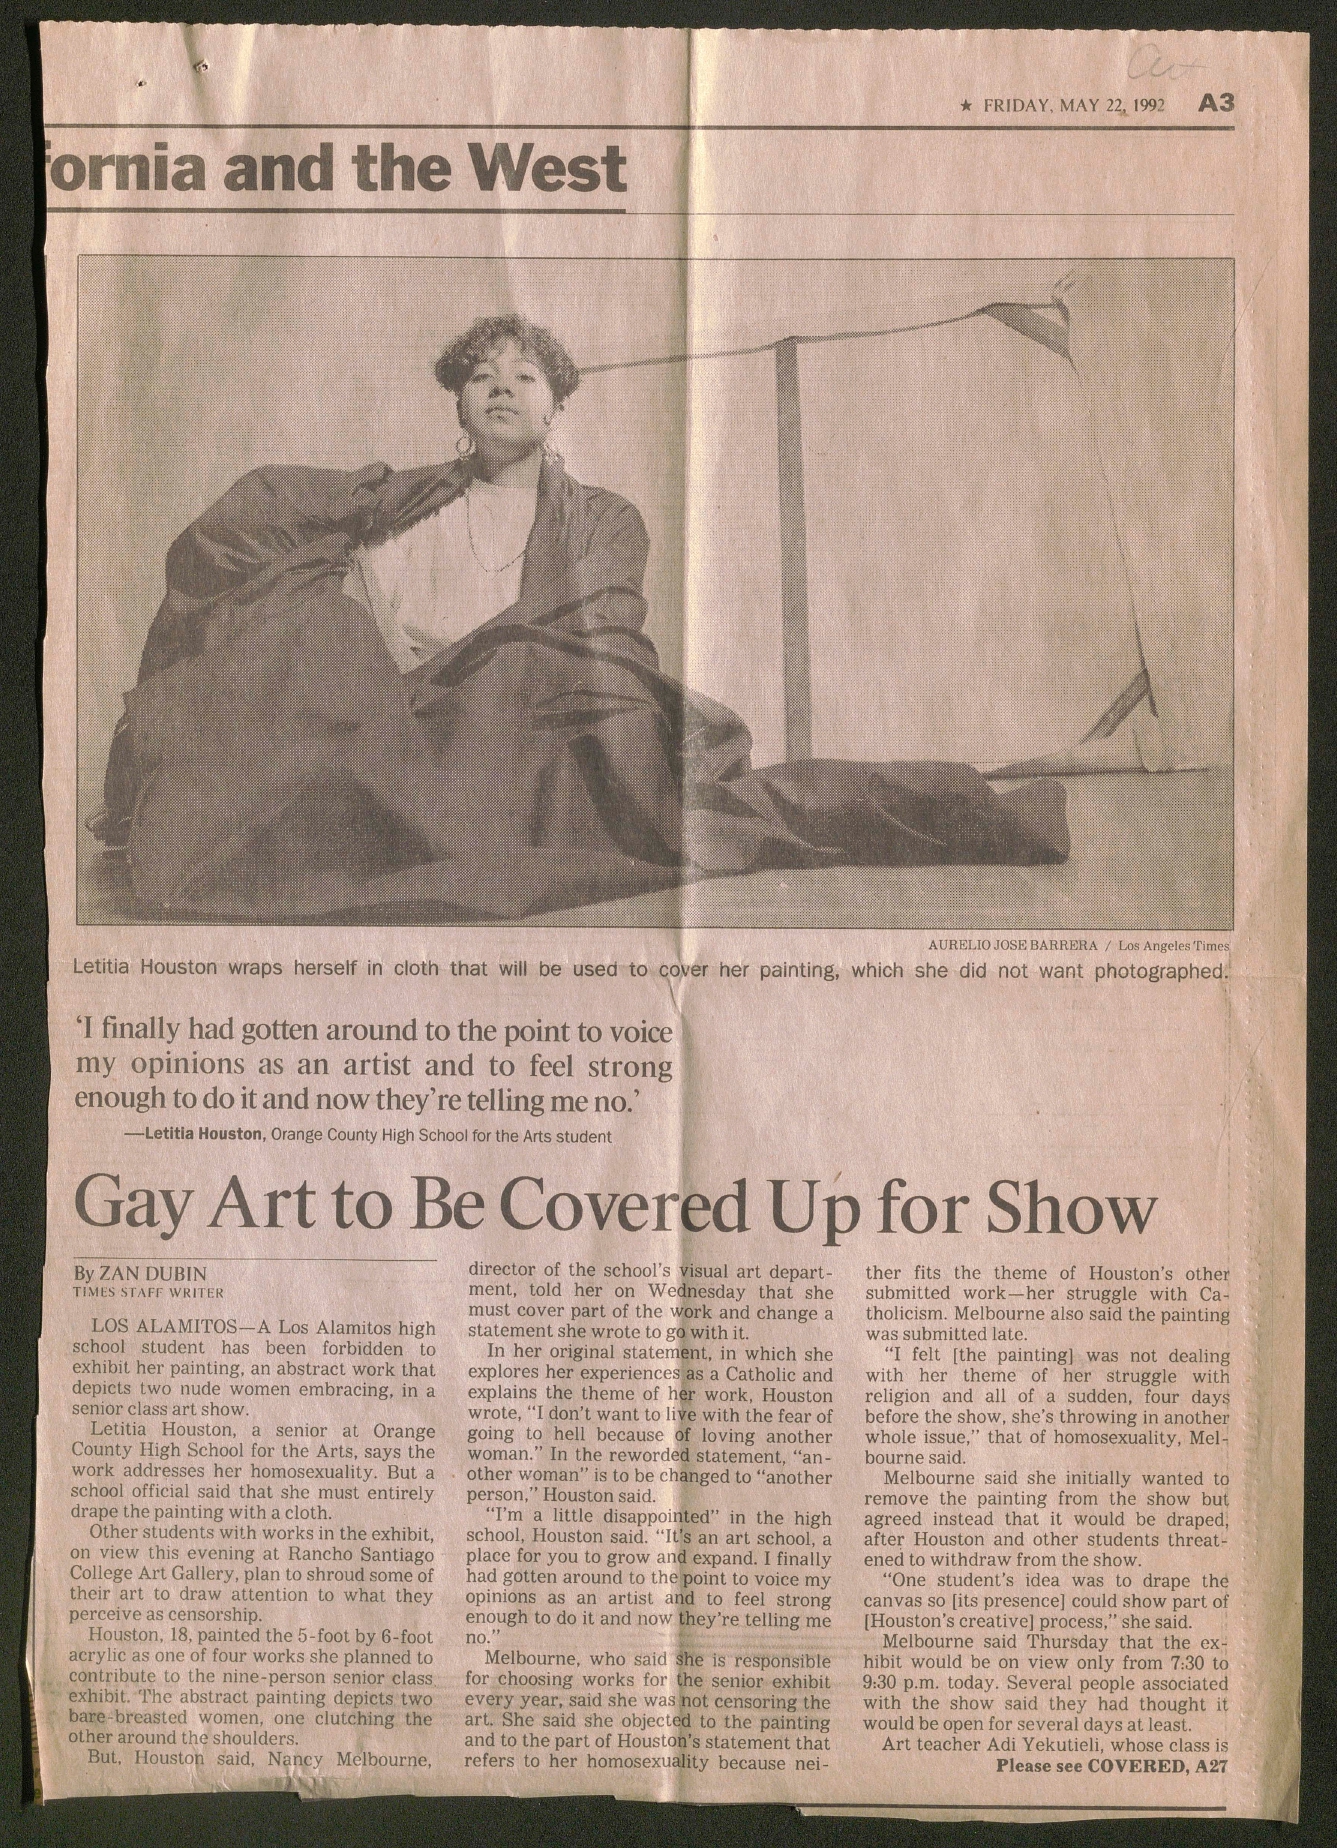 Art
★ FRIDAY, MAY 22, 1992 A3
fornia and the West
AURELIO JOSE BARRERA / Los Angeles Times
Letitia Houston wraps herself in cloth that will be used to cover her painting, which she did not want photographed.
‘I finally had gotten around to the point to voice
my opinions as an artist and to feel strong
enough to do it and now they’re telling me no.’
—Letitia Houston, Orange County High School for the Arts student
Gay Art to Be Covered Up for Show
By ZAN DUBIN
TIMES STAFF WRITER
LOS ALAMITOS—A Los Alamitos high
school student has been forbidden to
exhibit her painting, an abstract work that
depicts two nude women embracing, in a
senior class art show.
Letitia Houston, a senior at Orange
County High School for the Arts, says the
work addresses her homosexuality. But a
school official said that she must entirely
drape the painting with a cloth.
Other students with works in the exhibit,
on view this evening at Rancho Santiago
College Art Gallery, plan to shroud some of
their art to draw attention to what they
perceive as censorship.
Houston, 18, painted the 5-foot by 6-foot
acrylic as one of four works she planned to
contribute to the nine-person senior class
exhibit. The abstract painting depicts two
bare-breasted women, one clutching the
other around the shoulders.
But, Houston said, Nancy Melbourne,
director of the school’s visual art depart-
ment, told her on Wednesday that she
must cover part of the work and change a
statement she wrote to go with it.
In her original statement, in which she
explores her experiences as a Catholic and
explains the theme of her work, Houston
wrote, “I don’t want to live with the fear of
going to hell because of loving another
woman.” In the reworded statement, “an-
other woman” is to be changed to “another
person,” Houston said.
“I’m a little disappointed” in the high
school, Houston said. “It’s an art school, a
place for you to grow and expand. I finally
had gotten around to the point to voice my
opinions as an artist and to feel strong
enough to do it and now they’re telling me
no.”
Melbourne, who said she is responsible
for choosing works for the senior exhibit
every year, said she was not censoring the
art. She said she objected to the painting
and to the part of Houston’s statement that
refers to her homosexuality because nei-
ther fits the theme of Houston’s other
submitted work—her struggle with Ca-
tholicism. Melbourne also said the painting
was submitted late.
“I felt [the painting] was not dealing
with her theme of her struggle with
religion and all of a sudden, four days
before the show, she’s throwing in another
whole issue,” that of homosexuality, Mel-
bourne said.
Melbourne said she initially wanted to
remove the painting from the show but
agreed instead that it would be draped,
after Houston and other students threat-
ened to withdraw from the show.
“One student’s idea was to drape the
canvas so [its presence] could show part of
[Houston’s creative] process,” she said.
Melbourne said Thursday that the ex-
hibit would be on view only from 7:30 to
9:30 p.m. today. Several people associated
with the show said they had thought it
would be open for several days at least.
Art teacher Adi Yekutieli, whose class is
Please see COVERED, A27